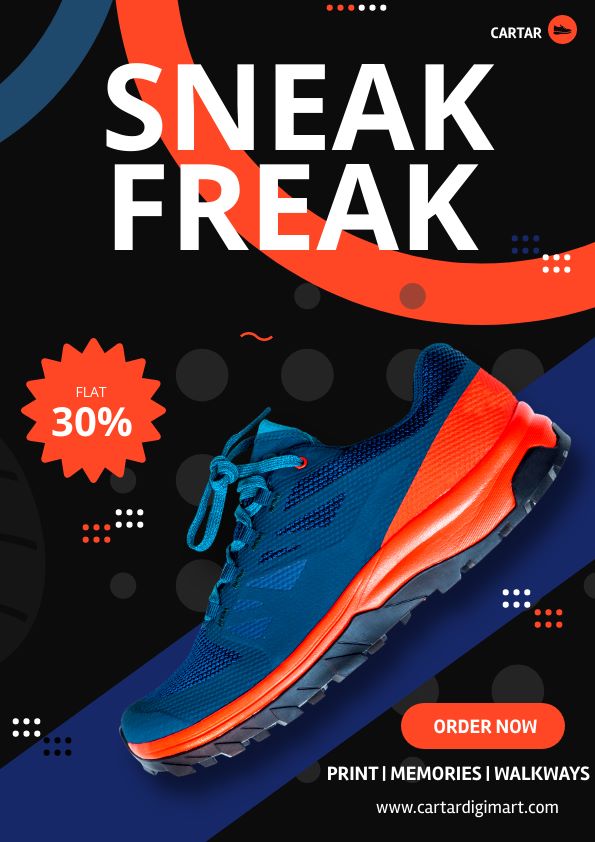 CARTAR
SNEAK
FREAK
FLAT
30%
ORDER NOW
PRINT | MEMORIES | WALKWAYS
www.cartardigimart.com